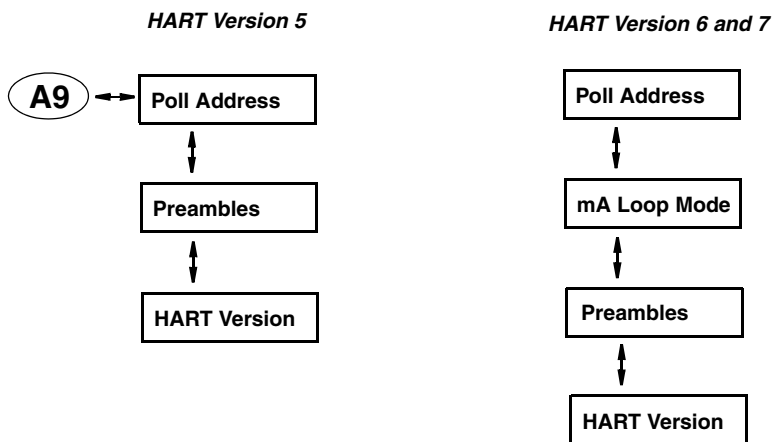 HART Version 5
A9
Poll Address
Preambles
HART Version
HART Version 6 and 7
Poll Address
mA Loop Mode
Preambles
HART Version